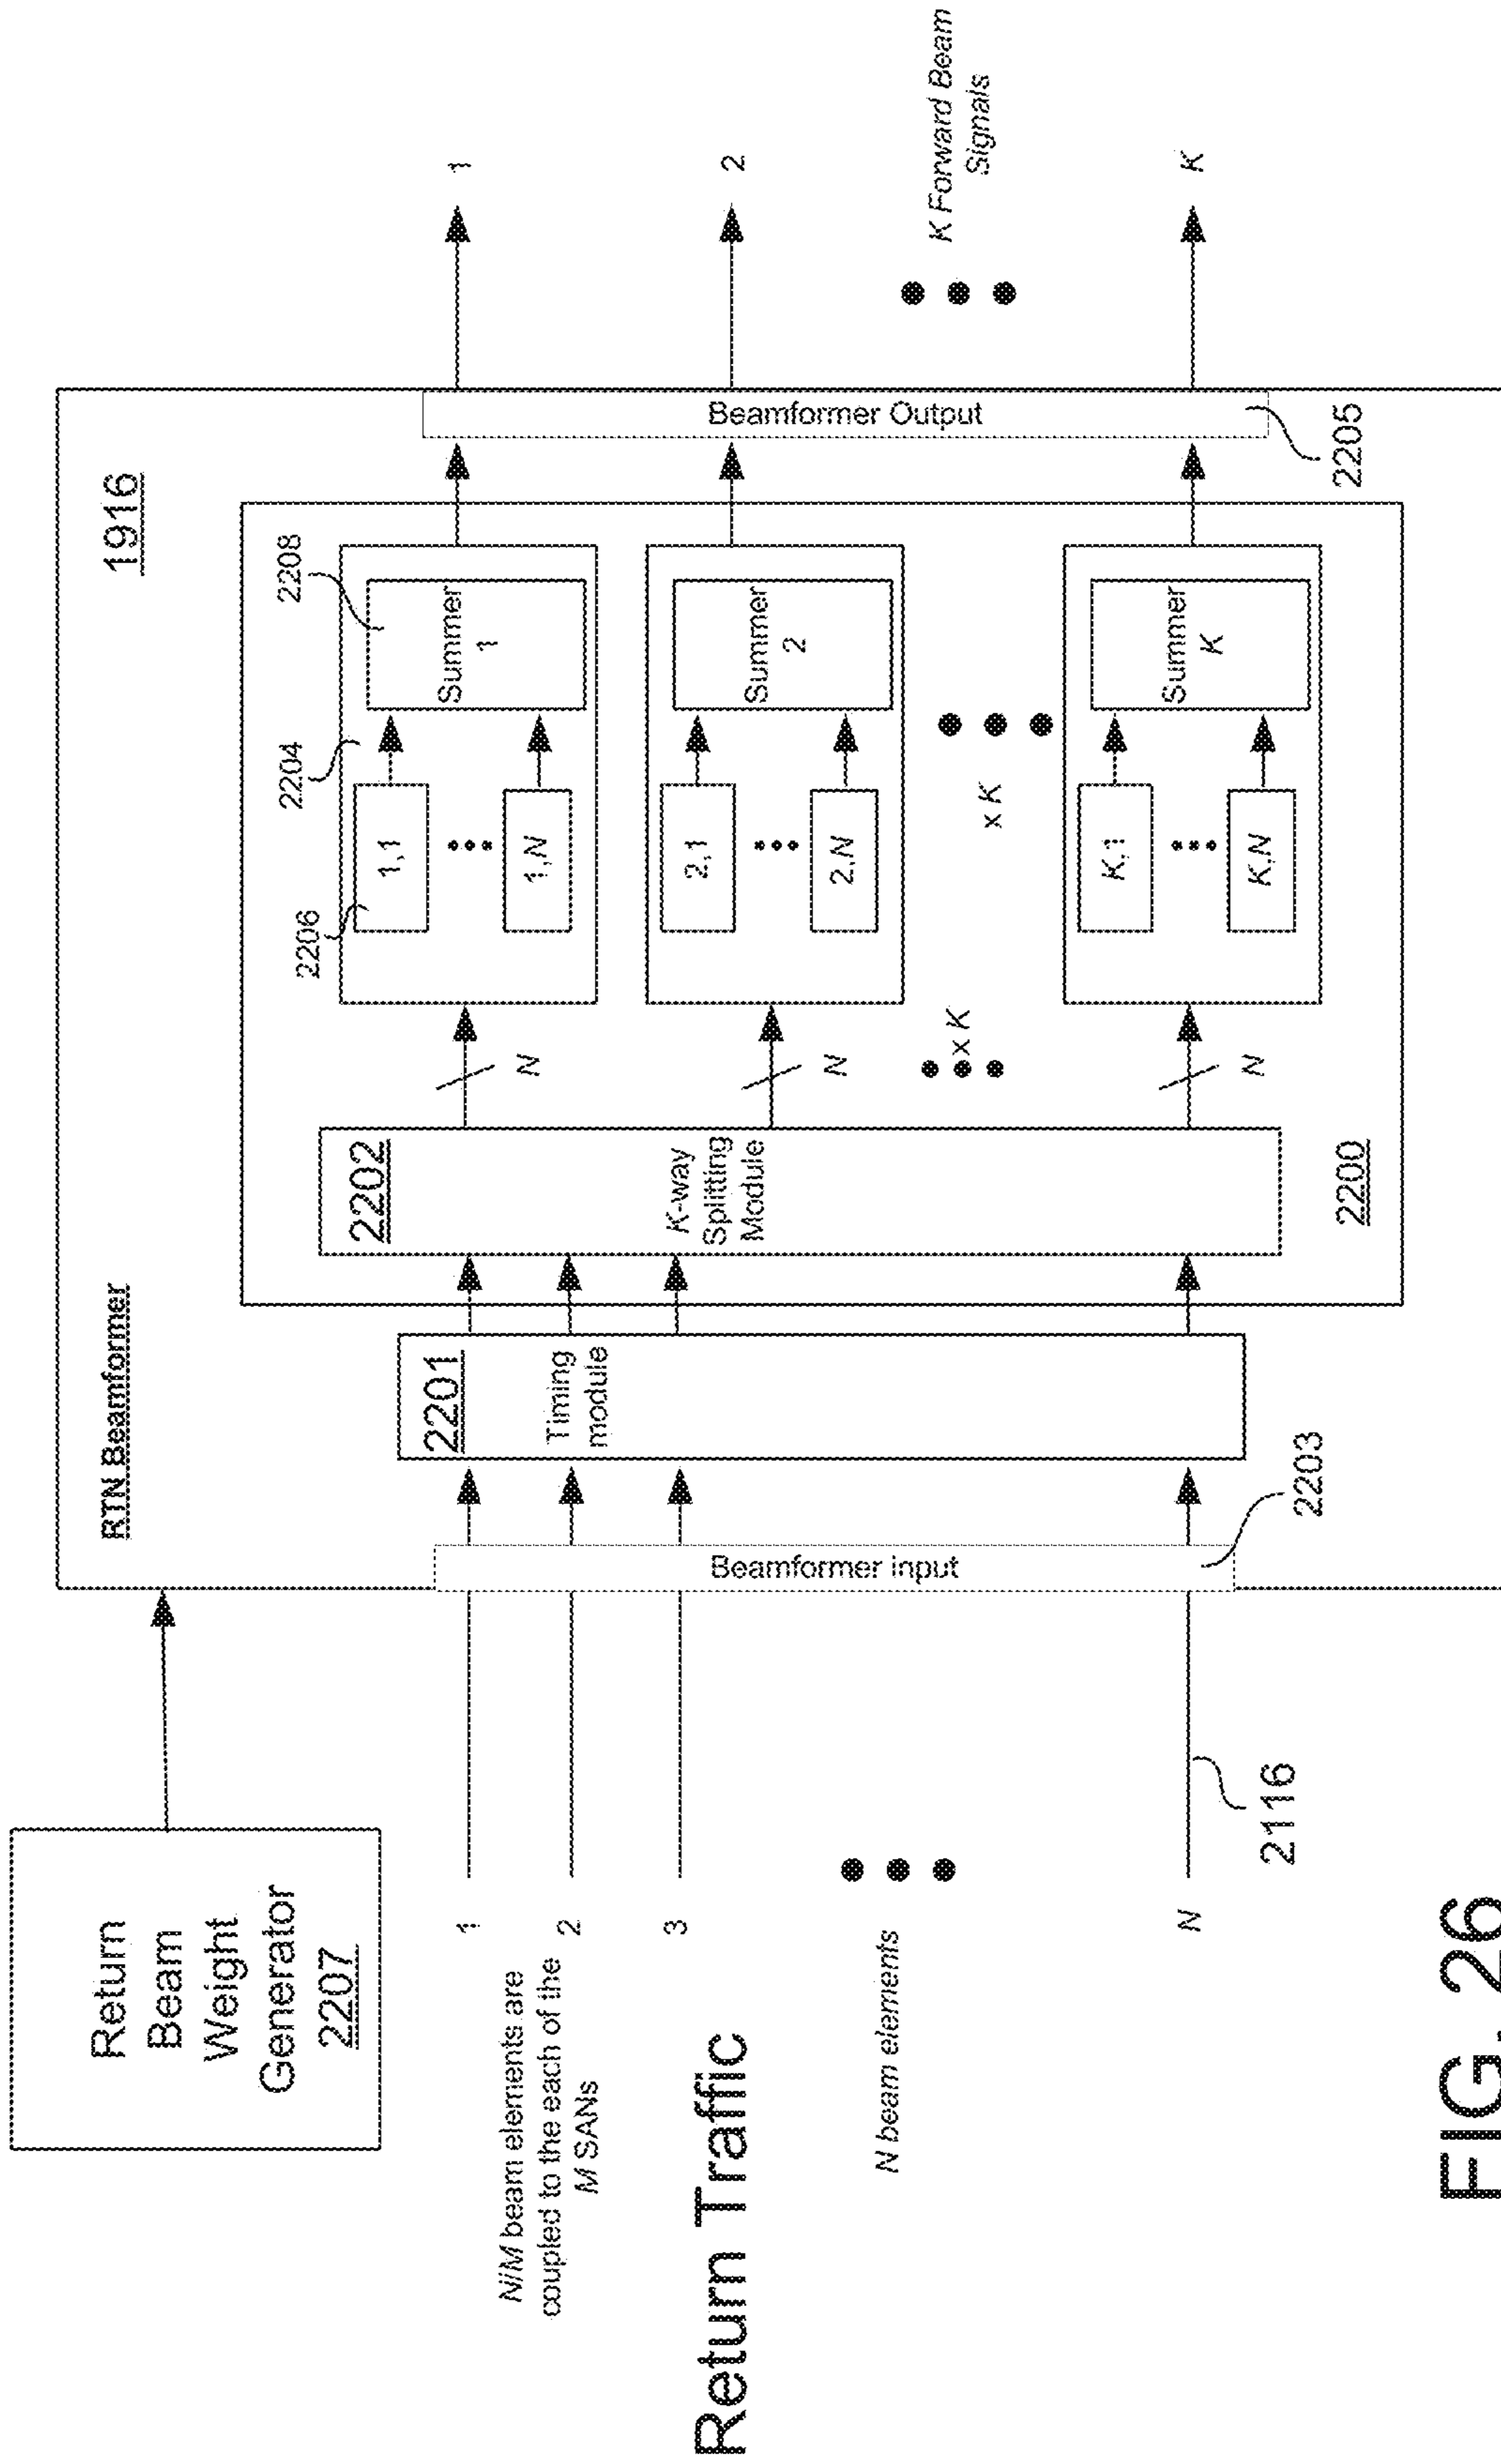 Return
Beam
Weight
Generator
2207
RTN Beamformer
1916
N/M beam elements are
coupled to the each of the
M SANs
1
2
3
Return Traffic
N beam elements
N
2116
Beamformer input
2203
2201
Timing
module
2202
K-way
Splitting
Module
2200
N
N
x K
N
2206
2204
2208
1,1
1,N
Summer
1
2,1
2,N
Summer
2
x K
K,1
K,N
Summer
K
Beamformer Output
2205
1
2
K Forward Beam
Signals
K
FIG. 26